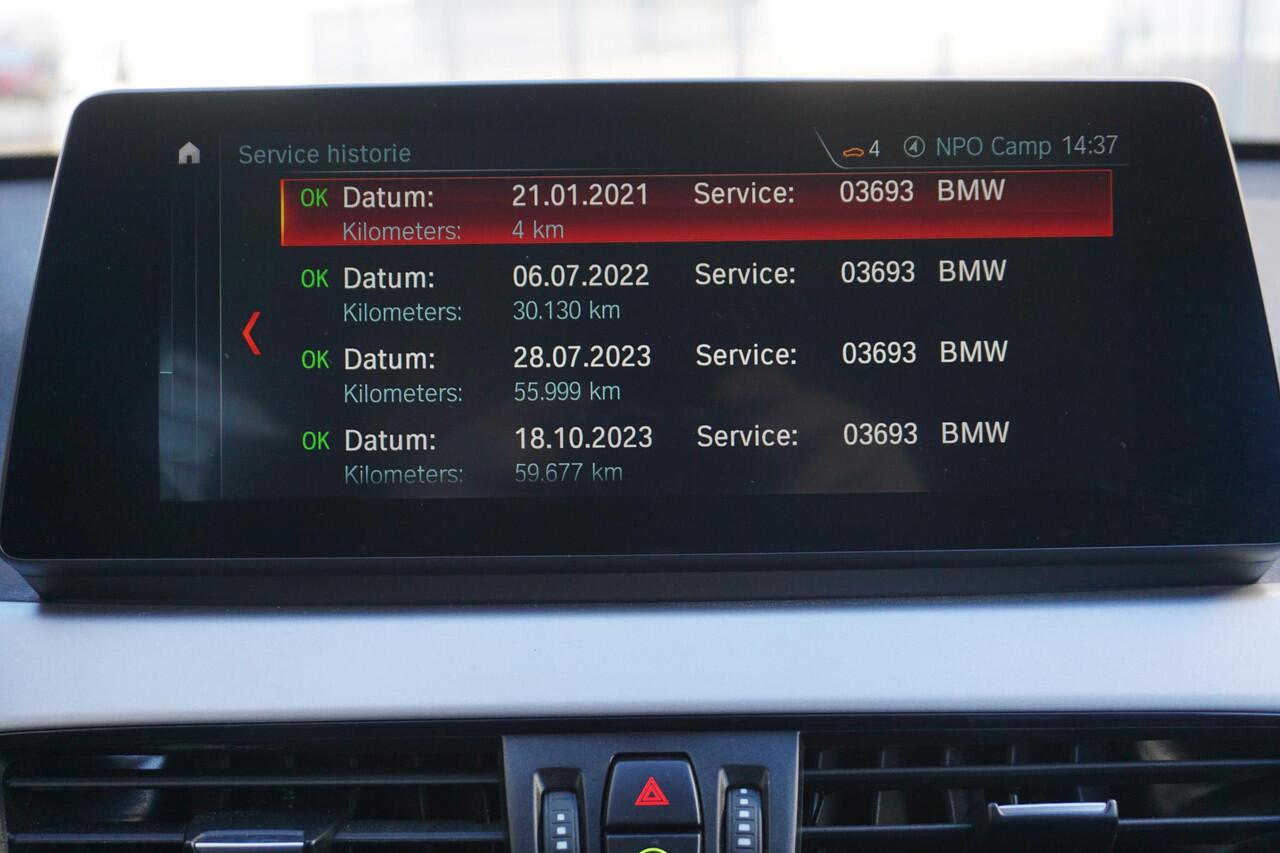 Service historie 4 NPO Camp 14:37
OK Datum: 21.01.2021 Service: 03693 BMW
Kilometers: 4 km
OK Datum: 06.07.2022 Service: 03693 BMW
Kilometers: 30.130 km
OK Datum: 28.07.2023 Service: 03693 BMW
Kilometers: 55.999 km
OK Datum: 18.10.2023 Service: 03693 BMW
Kilometers: 59.677 km